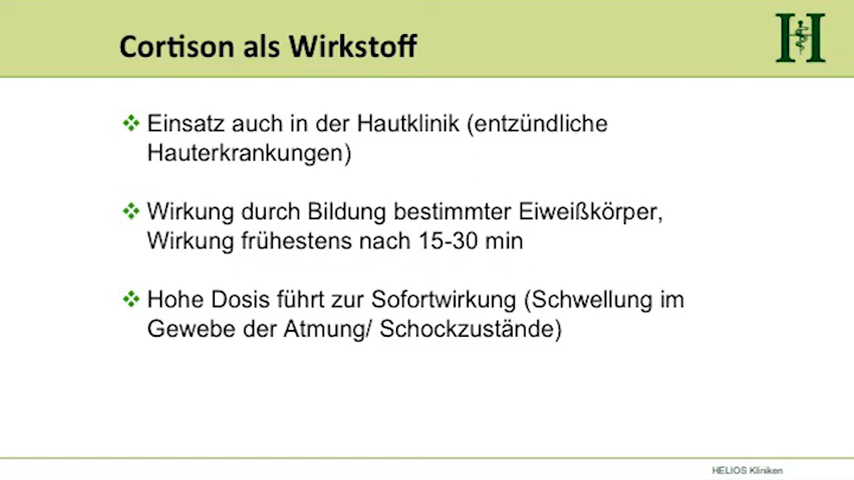 Cortison als Wirkstoff
H
❖ Einsatz auch in der Hautklinik (entzündliche
Hauterkrankungen)
❖ Wirkung durch Bildung bestimmter Eiweißkörper,
Wirkung frühestens nach 15-30 min
❖ Hohe Dosis führt zur Sofortwirkung (Schwellung im
Gewebe der Atmung/ Schockzustände)
HELIOS Kliniken